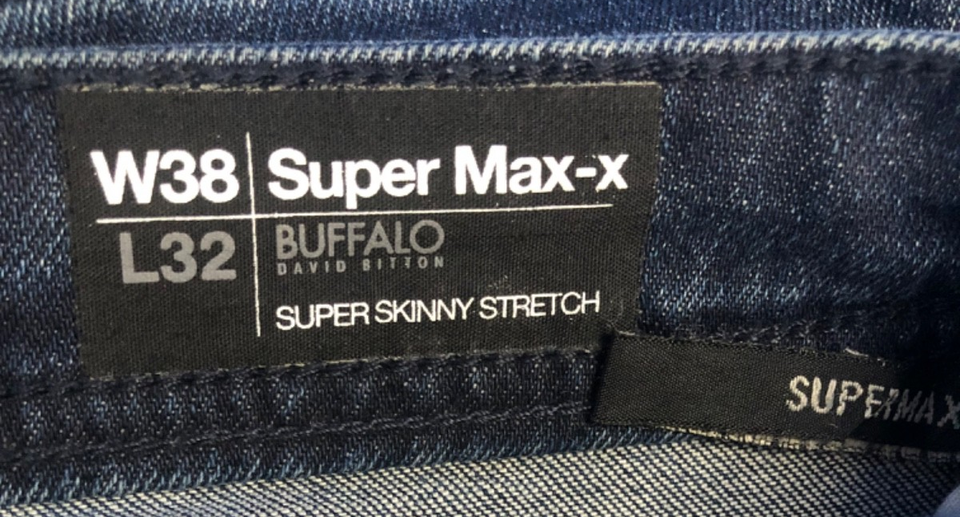 W38 Super Max-x
L32 BUFFALO
DAVID BITTON
SUPER SKINNY STRETCH
SUPERMAX